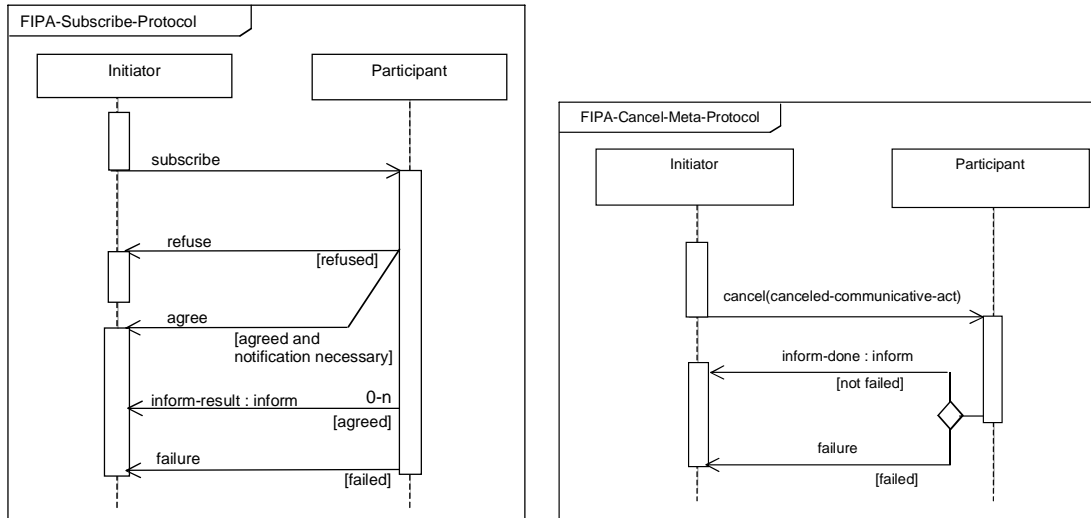 FIPA-Subscribe-Protocol
Initiator
Participant
subscribe
refuse
[refused]
agree
[agreed and
notification necessary]
inform-result : inform
0-n
[agreed]
failure
[failed]
FIPA-Cancel-Meta-Protocol
Initiator
Participant
cancel(canceled-communicative-act)
inform-done : inform
[not failed]
failure
[failed]